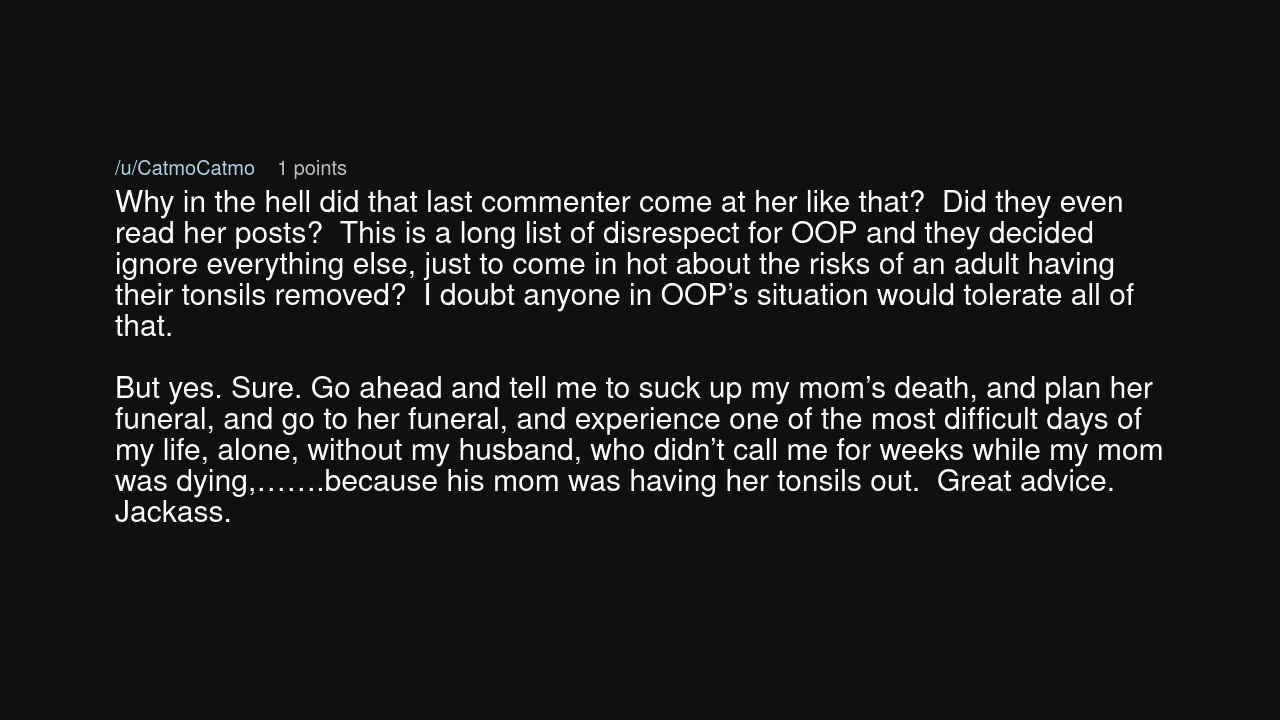 /u/CatmoCatmo 1 points
Why in the hell did that last commenter come at her like that?  Did they even
read her posts?  This is a long list of disrespect for OOP and they decided
ignore everything else, just to come in hot about the risks of an adult having
their tonsils removed?  I doubt anyone in OOP’s situation would tolerate all of
that.
But yes. Sure. Go ahead and tell me to suck up my mom’s death, and plan her
funeral, and go to her funeral, and experience one of the most difficult days of
my life, alone, without my husband, who didn’t call me for weeks while my mom
was dying,…….because his mom was having her tonsils out.  Great advice.
Jackass.